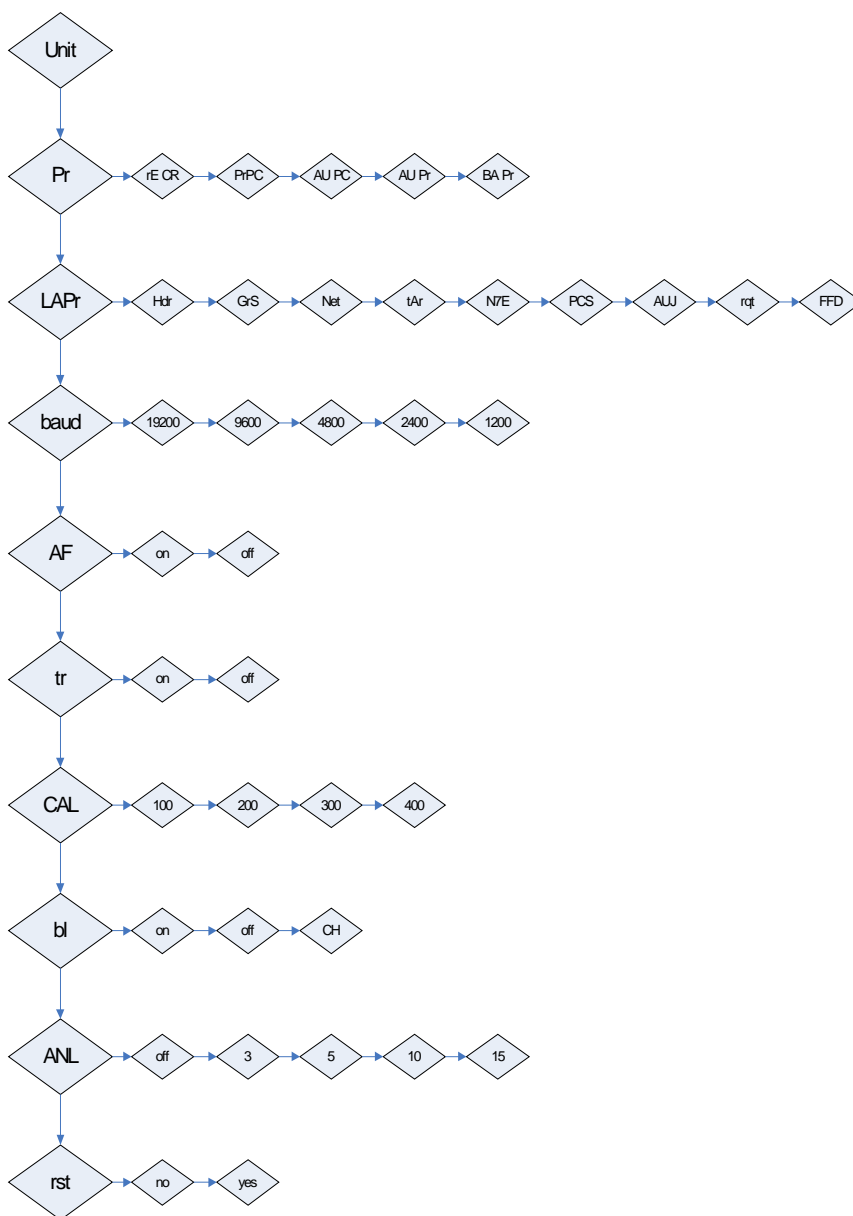 Unit
Pr rE CR PrPC AU PC AU Pr BA Pr
LAPr Hdr GrS Net tAr N7E PCS AUJ rqt FFD
baud 19200 9600 4800 2400 1200
AF on off
tr on off
CAL 100 200 300 400
bl on off CH
ANL off 3 5 10 15
rst no yes